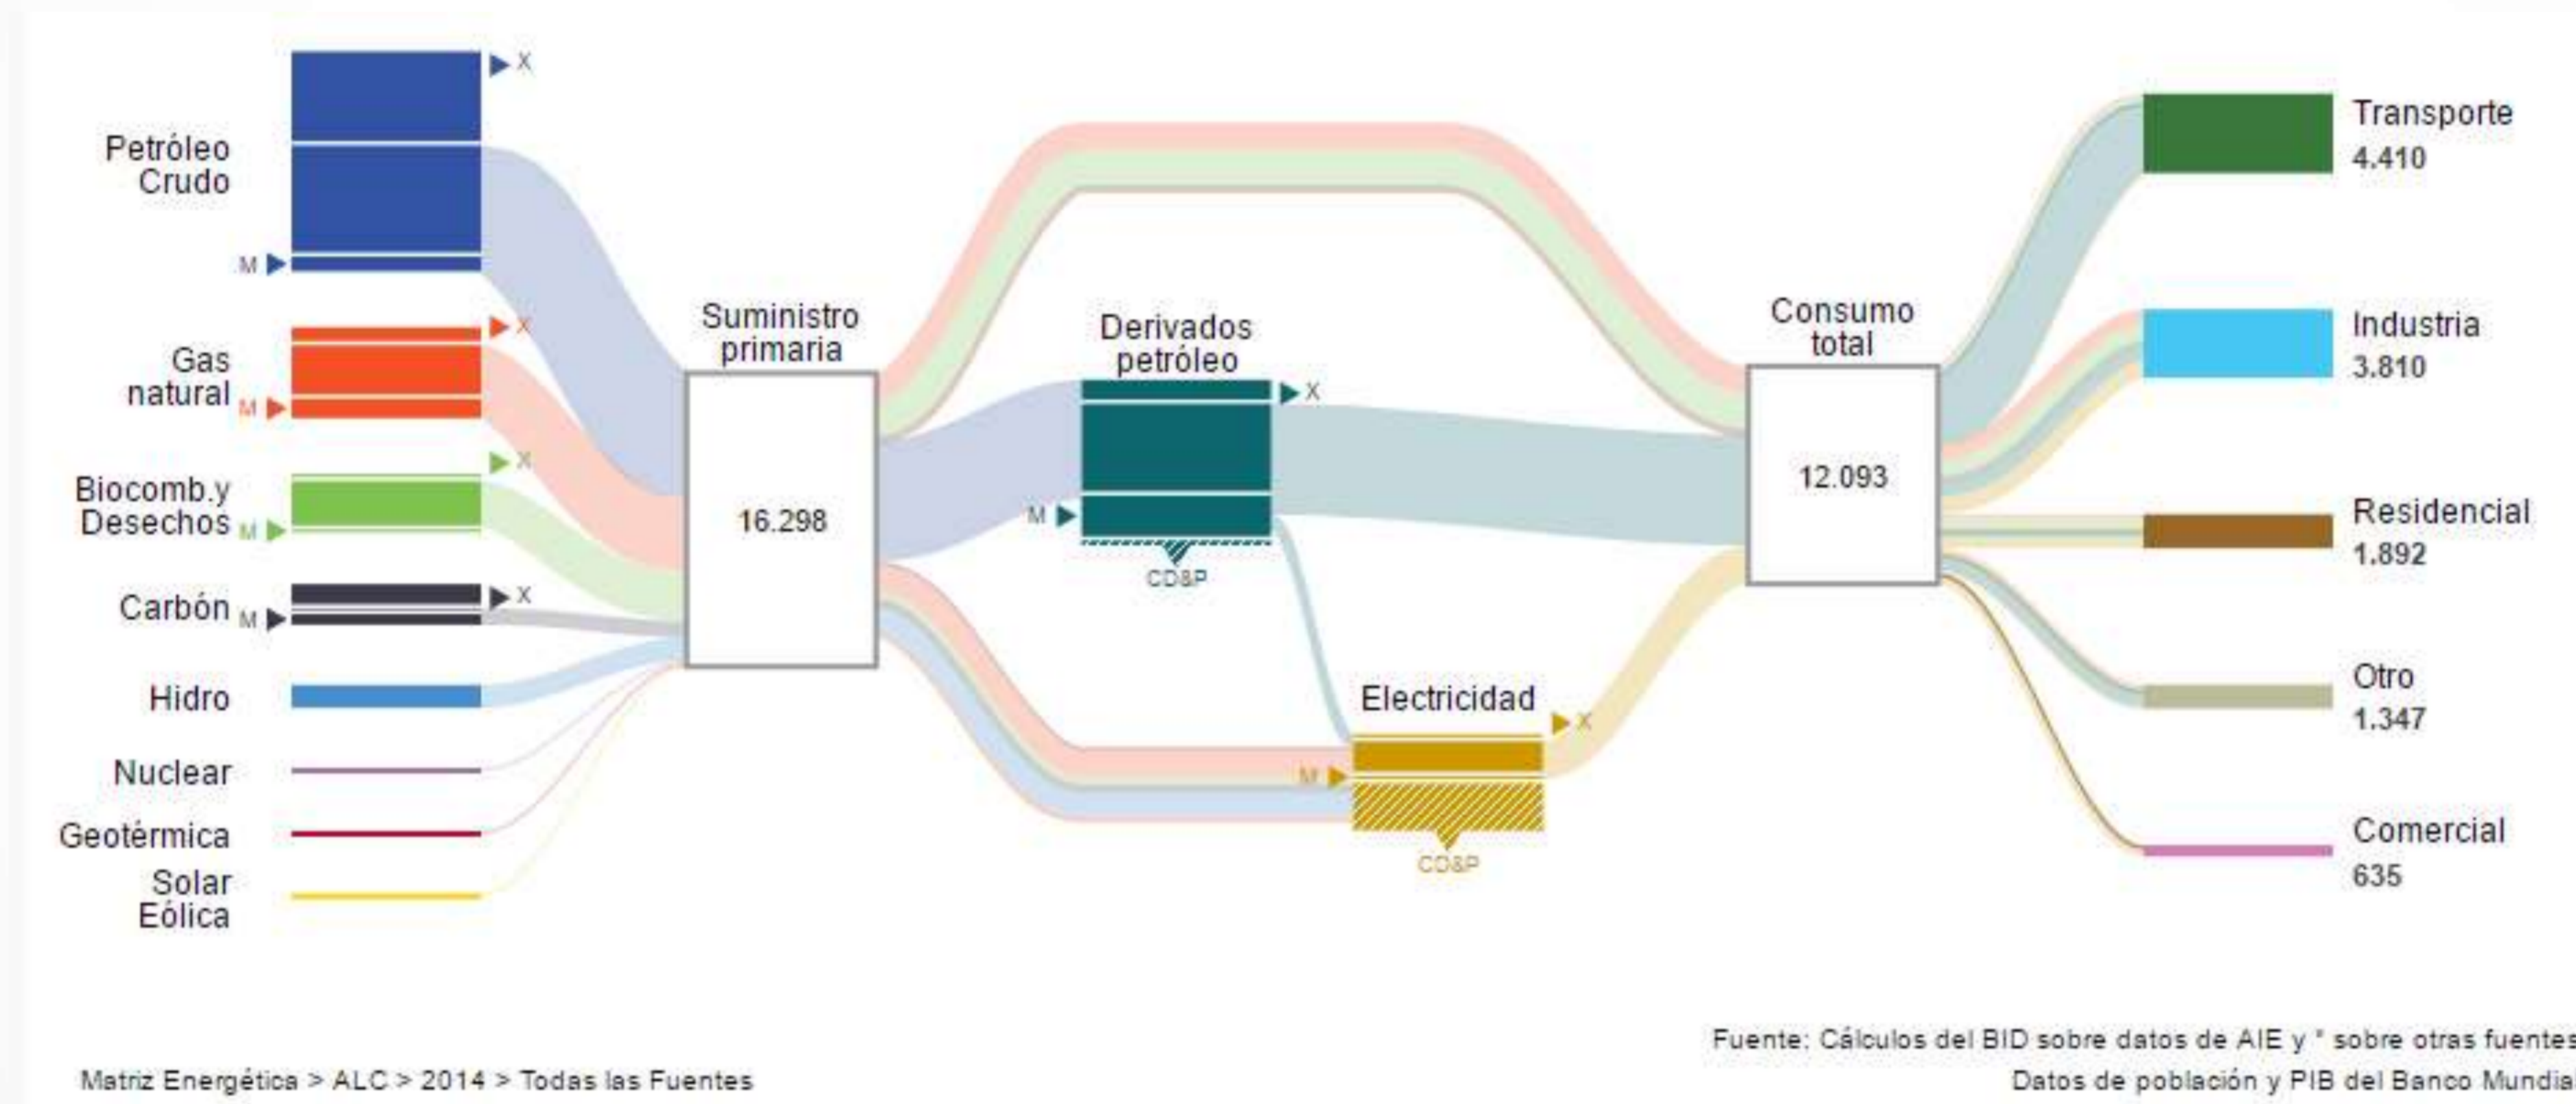 X
Petróleo
Crudo
M
X
Gas
natural
M
X
Biocomb.y
Desechos
M
Carbón
X
M
Hidro
Nuclear
Geotérmica
Solar
Eólica
Suministro
primaria
16.298
Derivados
petróleo
X
M
CD&P
Electricidad
X
M
CD&P
Consumo
total
12.093
Transporte
4.410
Industria
3.810
Residencial
1.892
Otro
1.347
Comercial
635
Fuente: Cálculos del BID sobre datos de AIE y * sobre otras fuentes
Matriz Energética > ALC > 2014 > Todas las Fuentes
Datos de población y PIB del Banco Mundial